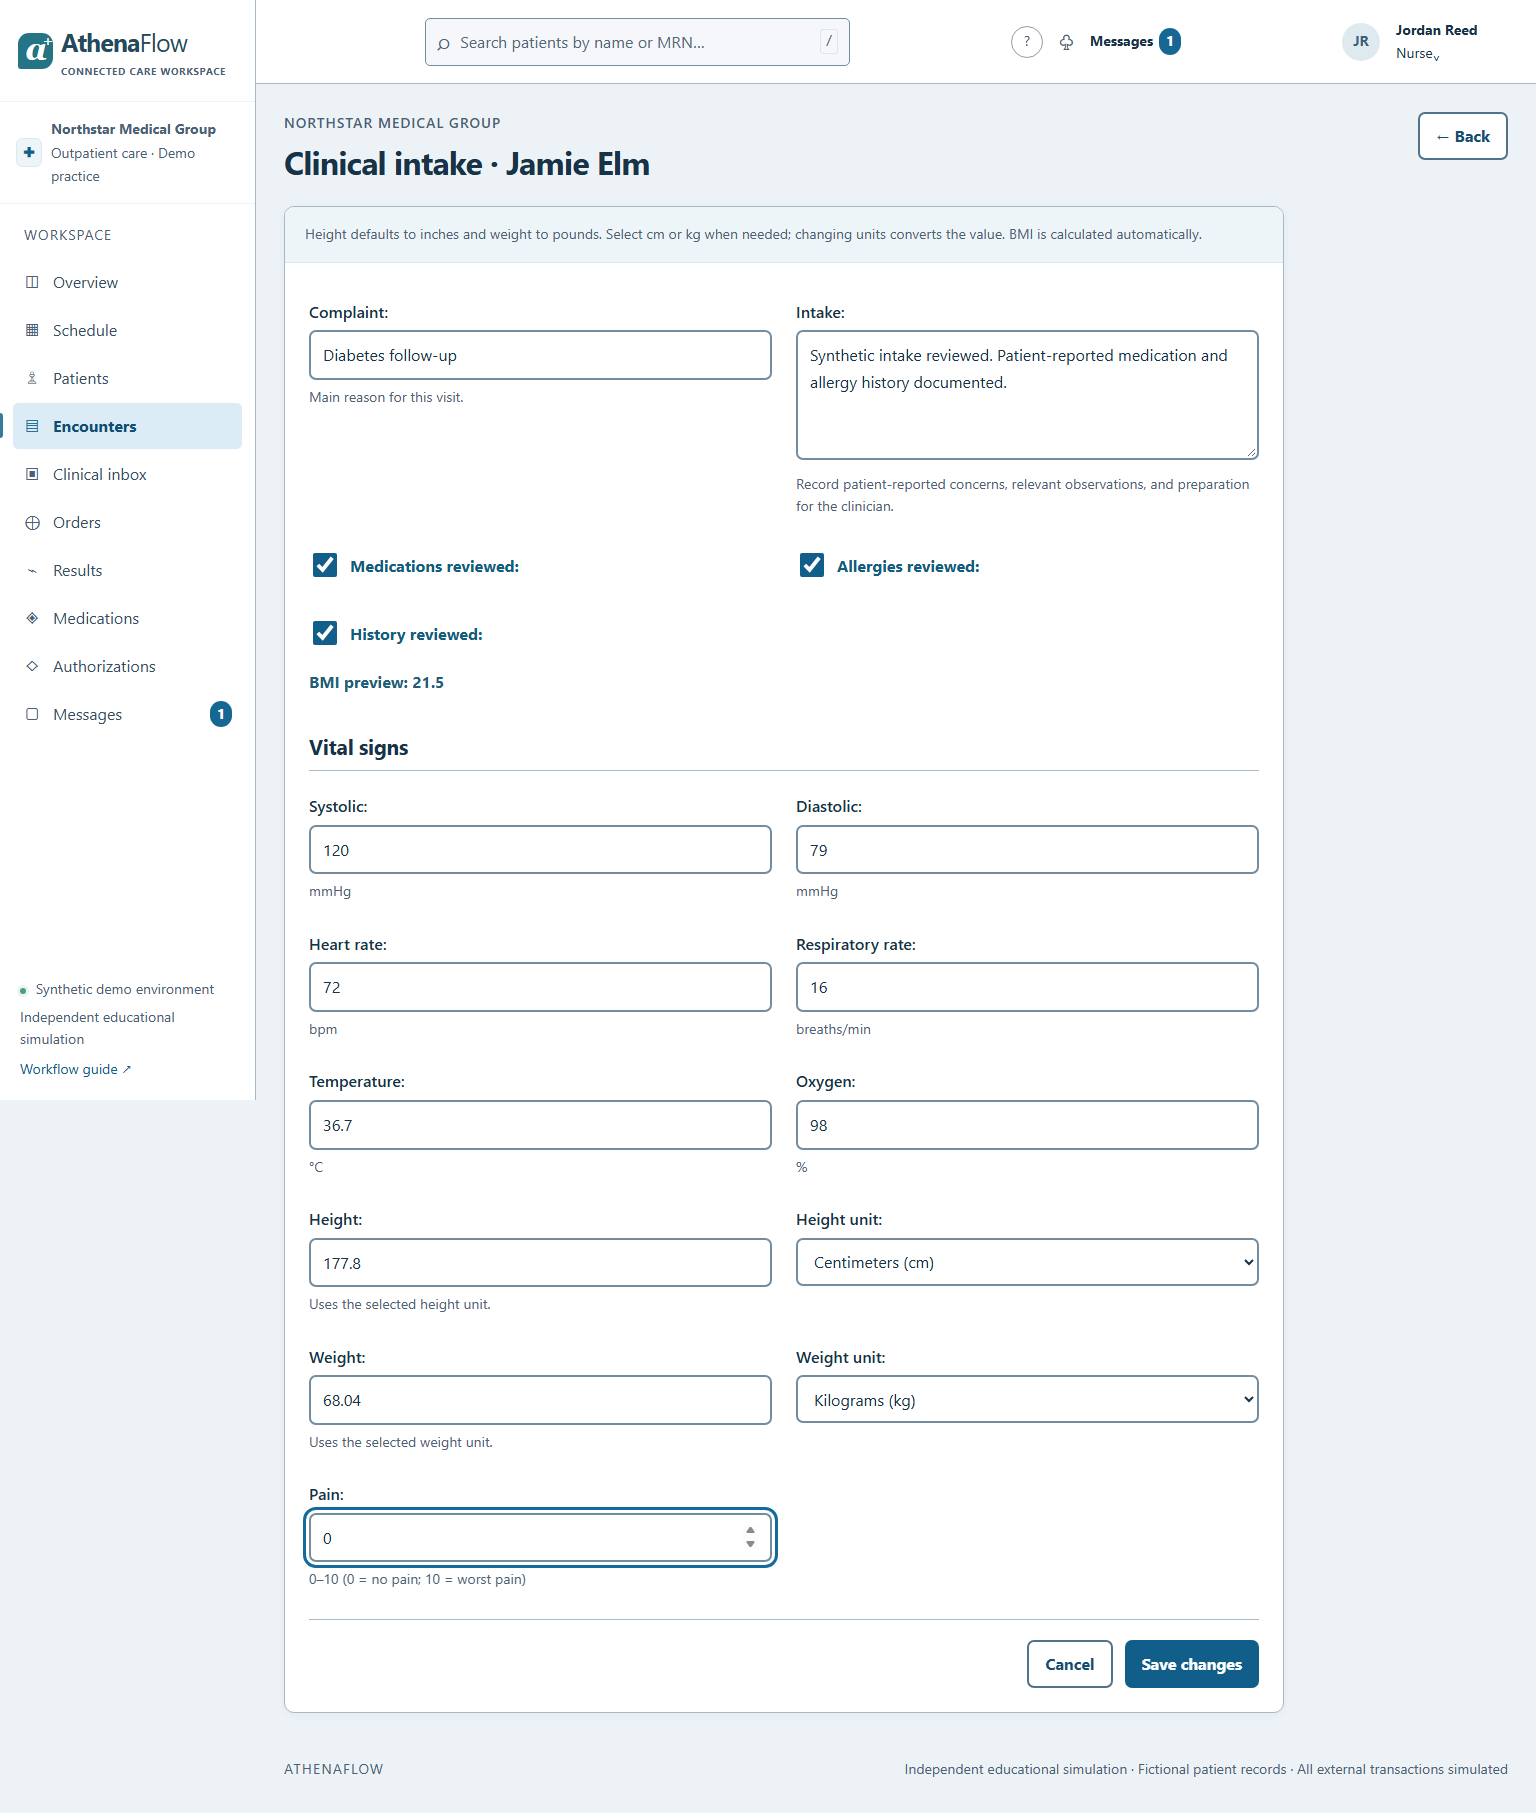 AthenaFlow
CONNECTED CARE WORKSPACE
Search patients by name or MRN...
/
?
Messages 1
JR
Jordan Reed
Nurse
Northstar Medical Group
Outpatient care · Demo
practice
WORKSPACE
Overview
Schedule
Patients
Encounters
Clinical inbox
Orders
Results
Medications
Authorizations
Messages 1
Synthetic demo environment
Independent educational
simulation
Workflow guide ↗
NORTHSTAR MEDICAL GROUP
Clinical intake · Jamie Elm
← Back
Height defaults to inches and weight to pounds. Select cm or kg when needed; changing units converts the value. BMI is calculated automatically.
Complaint:
Diabetes follow-up
Main reason for this visit.
Intake:
Synthetic intake reviewed. Patient-reported medication and
allergy history documented.
Record patient-reported concerns, relevant observations, and preparation
for the clinician.
Medications reviewed:
Allergies reviewed:
History reviewed:
BMI preview: 21.5
Vital signs
Systolic:
120
mmHg
Diastolic:
79
mmHg
Heart rate:
72
bpm
Respiratory rate:
16
breaths/min
Temperature:
36.7
°C
Oxygen:
98
%
Height:
177.8
Uses the selected height unit.
Height unit:
Centimeters (cm)
Weight:
68.04
Uses the selected weight unit.
Weight unit:
Kilograms (kg)
Pain:
0
0–10 (0 = no pain; 10 = worst pain)
Cancel
Save changes
ATHENAFLOW
Independent educational simulation · Fictional patient records · All external transactions simulated